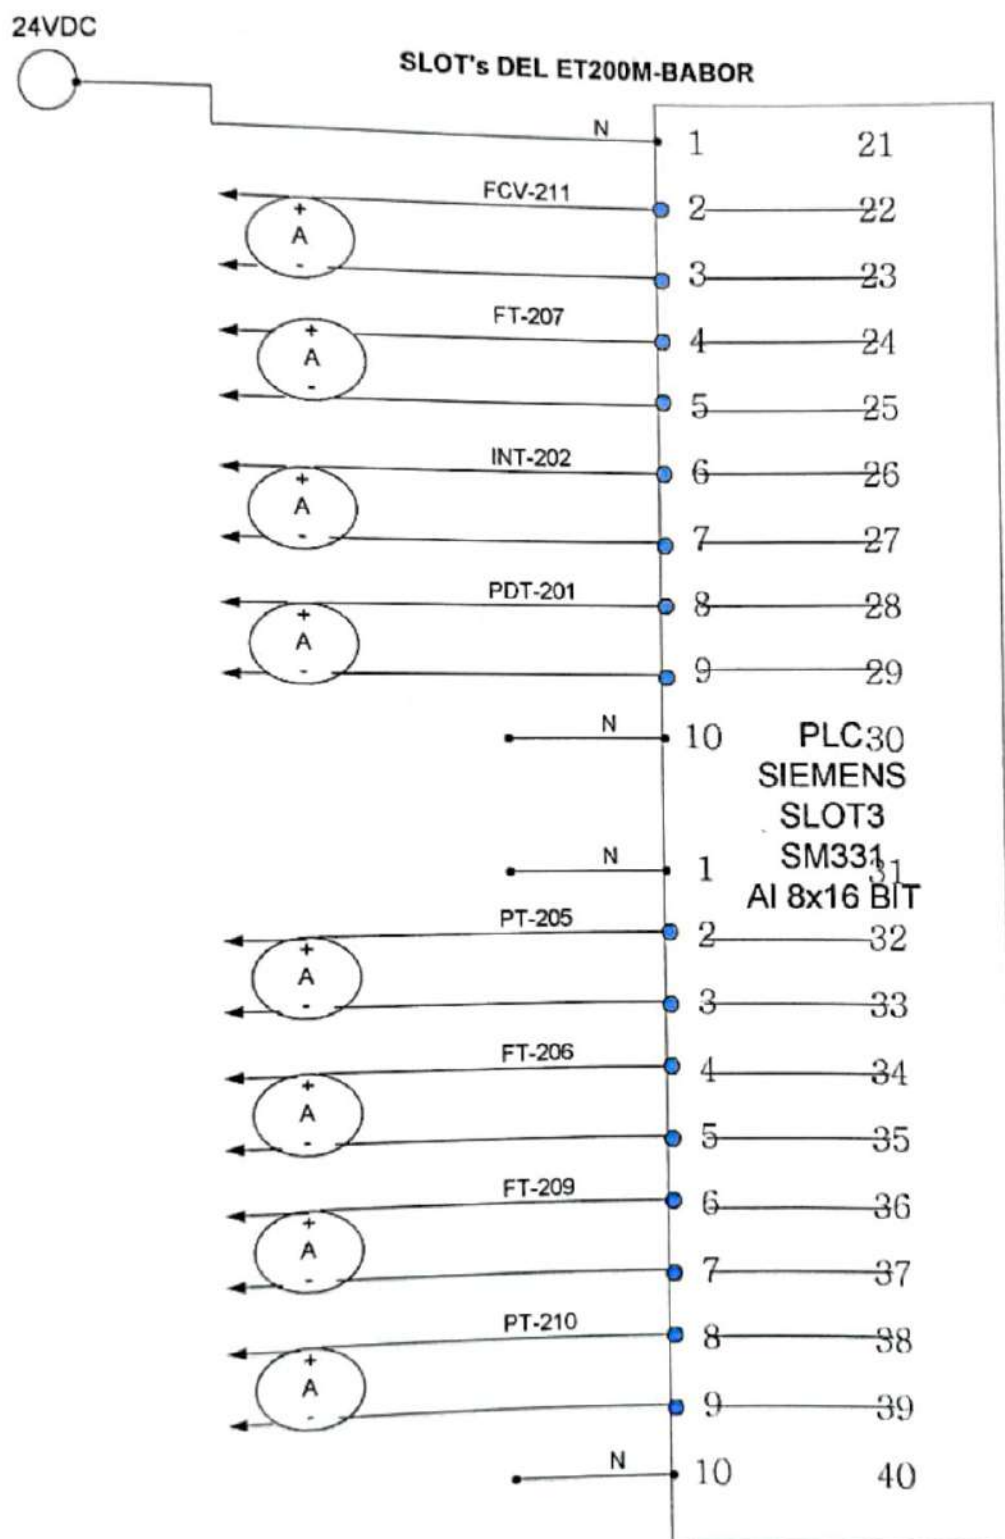 24VDC
SLOT's DEL ET200M-BABOR
N 1 21
FCV-211 2 22
+
A
- 3 23
FT-207 4 24
+
A
- 5 25
INT-202 6 26
+
A
- 7 27
PDT-201 8 28
+
A
- 9 29
N 10 PLC 30
SIEMENS
SLOT3
N 1 SM331 31
AI 8x16 BIT
PT-205 2 32
+
A
- 3 33
FT-206 4 34
+
A
- 5 35
FT-209 6 36
+
A
- 7 37
PT-210 8 38
+
A
- 9 39
N 10 40